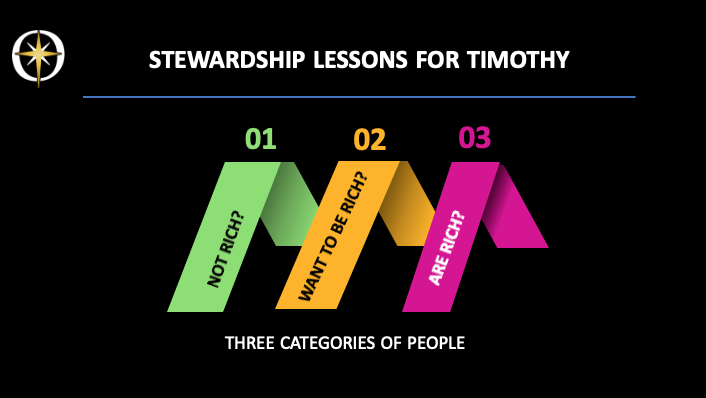 STEWARDSHIP LESSONS FOR TIMOTHY
01
02
03
NOT RICH?
WANT TO BE RICH?
ARE RICH?
THREE CATEGORIES OF PEOPLE